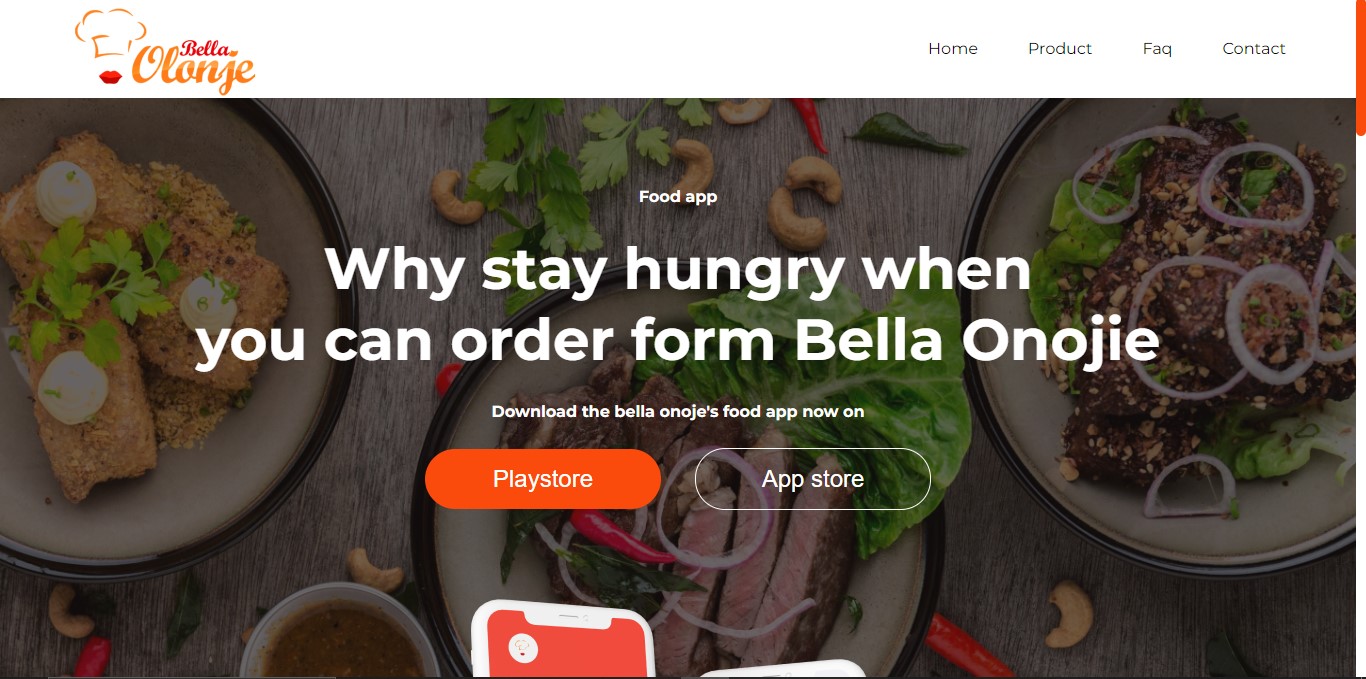 Bella
Olonje
Home
Product
Faq
Contact
Food app
Why stay hungry when
you can order form Bella Onojie
Download the bella onoje's food app now on
Playstore
App store